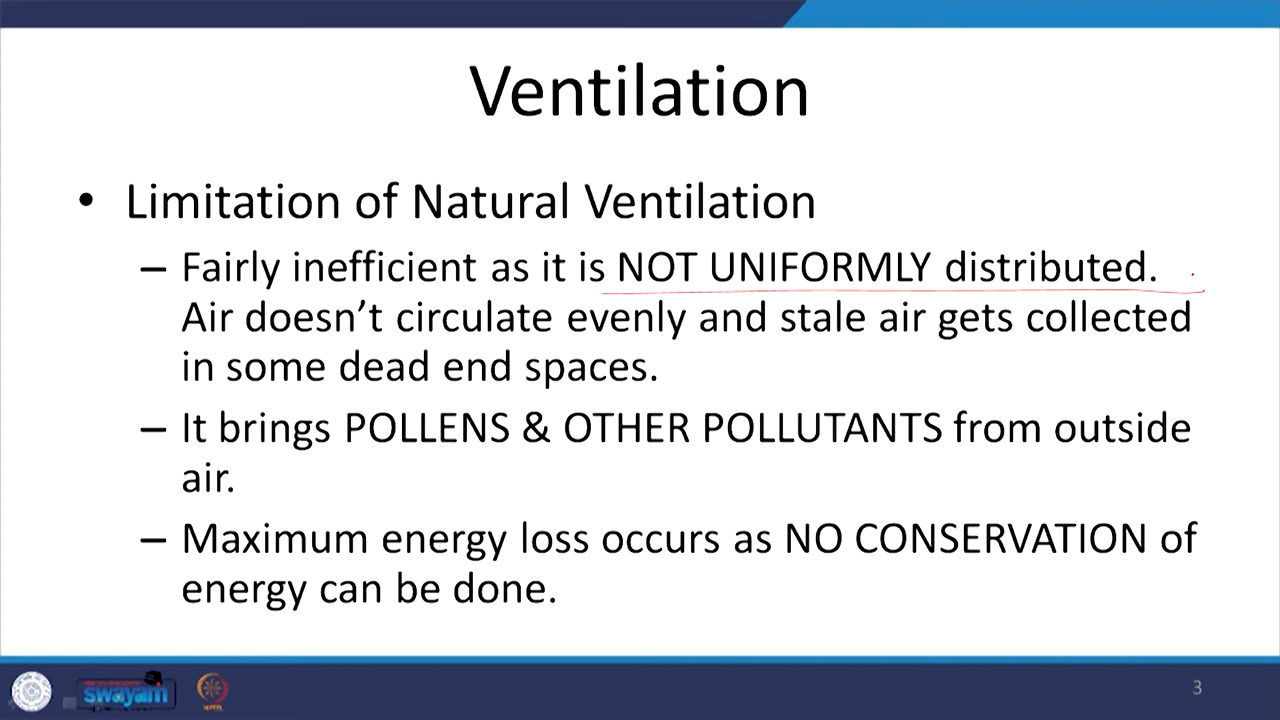 Ventilation
• Limitation of Natural Ventilation
– Fairly inefficient as it is NOT UNIFORMLY distributed.
Air doesn’t circulate evenly and stale air gets collected
in some dead end spaces.
– It brings POLLENS & OTHER POLLUTANTS from outside
air.
– Maximum energy loss occurs as NO CONSERVATION of
energy can be done.
swayam
3